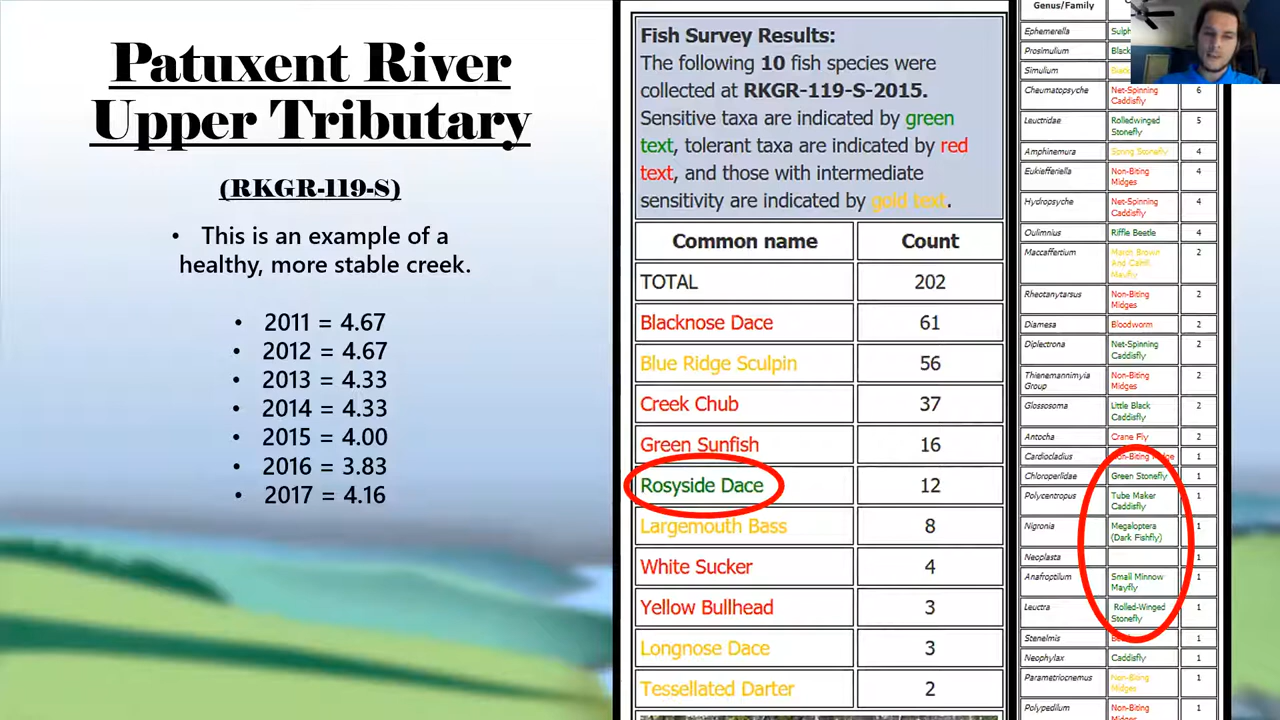 Patuxent River
Upper Tributary
(RKGR-119-S)
• This is an example of a
healthy, more stable creek.
• 2011 = 4.67
• 2012 = 4.67
• 2013 = 4.33
• 2014 = 4.33
• 2015 = 4.00
• 2016 = 3.83
• 2017 = 4.16
Fish Survey Results:
The following 10 fish species were
collected at RKGR-119-S-2015.
Sensitive taxa are indicated by green
text, tolerant taxa are indicated by red
text, and those with intermediate
sensitivity are indicated by gold text.
Common name Count
TOTAL 202
Blacknose Dace 61
Blue Ridge Sculpin 56
Creek Chub 37
Green Sunfish 16
Rosyside Dace 12
Largemouth Bass 8
White Sucker 4
Yellow Bullhead 3
Longnose Dace 3
Tessellated Darter 2
Genus/Family
Ephemerella
Prosimulium Black
Simulium
Cheumatopsyche Net-Spinning 6
Caddisfly
Leuctridae Rolledwinged 5
Stonefly
Amphinemura Spring Stonefly 4
Eukiefferiella Non-Biting 4
Midges
Hydropsyche Net-Spinning 4
Caddisfly
Oulimnius Riffle Beetle 4
Maccaffertium 2
Mayfly
Rheotanytarsus Non-Biting 2
Midges
Diamesa Bloodworm 2
Diplectrona Net-Spinning 2
Caddisfly
Thienemannimyia Non-Biting 2
Group Midges
Glossosoma Little Black 2
Caddisfly
Antocha Crane Fly 2
Cardiocladius Non-Biting 1
Chloroperlidae Green Stonefly 1
Polycentropus Tube Maker 1
Caddisfly
Nigronia Megaloptera 1
(Dark Fishfly)
Neoplasta 1
Anafroptilum Small Minnow 1
Mayfly
Leuctra Rolled-Winged 1
Stonefly
Stenelmis 1
Neophylax Caddisfly 1
Parametriocnemus Non-Biting 1
Midges
Polypedilum Non-Biting 1
Midges